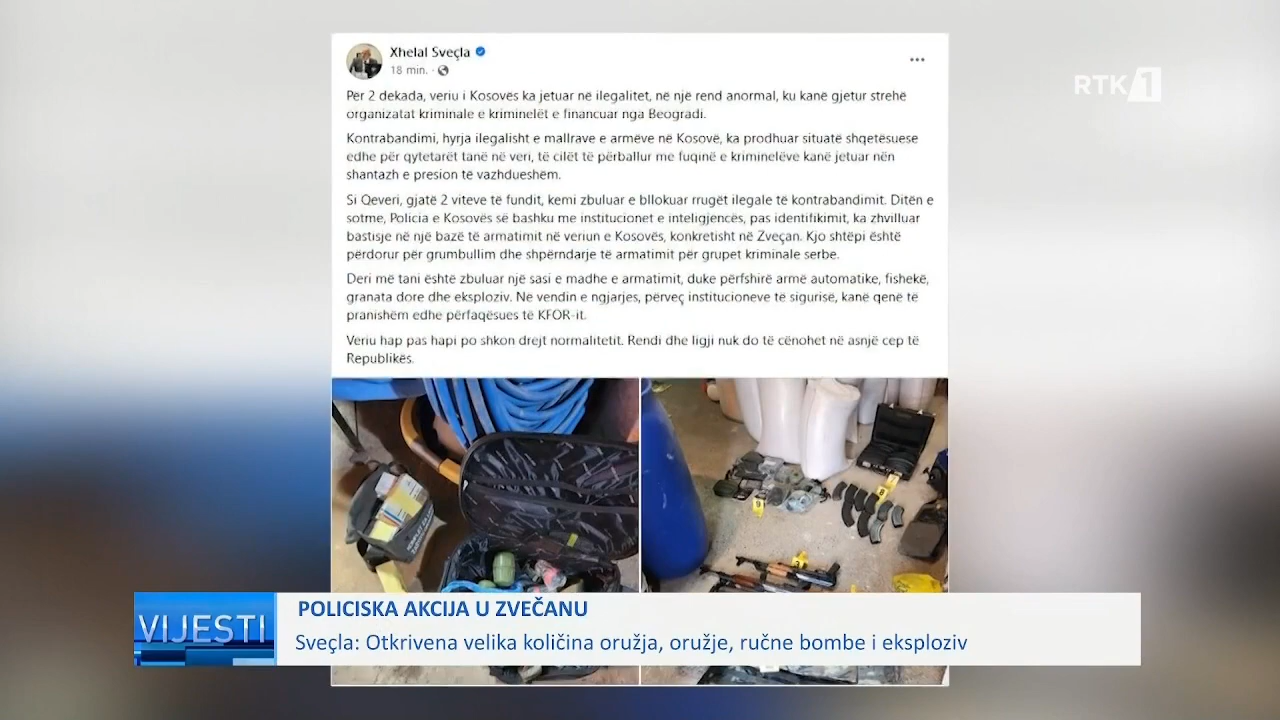 Xhelal Sveçla
18 min.
Për 2 dekada, veriu i Kosovës ka jetuar në ilegalitet, në një rend anormal, ku kanë gjetur strehë
organizatat kriminale e kriminelët e financuar nga Beogradi.
Kontrabandimi, hyrja ilegalisht e mallrave e armëve në Kosovë, ka prodhuar situatë shqetësuese
edhe për qytetarët tanë në veri, të cilët të përballur me fuqinë e kriminelëve kanë jetuar nën
shantazh e presion të vazhdueshëm.
Si Qeveri, gjatë 2 viteve të fundit, kemi zbuluar e bllokuar rrugët ilegale të kontrabandimit. Ditën e
sotme, Policia e Kosovës së bashku me institucionet e inteligjencës, pas identifikimit, ka zhvilluar
bastisje në një bazë të armatimit në veriun e Kosovës, konkretisht në Zveçan. Kjo shtëpi është
përdorur për grumbullim dhe shpërndarje të armatimit për grupet kriminale serbe.
Deri më tani është zbuluar një sasi e madhe e armatimit, duke përfshirë armë automatike, fishekë,
granata dore dhe eksploziv. Ne vendin e ngjarjes, përveç institucioneve të sigurisë, kanë qenë të
pranishëm edhe përfaqësues të KFOR-it.
Veriu hap pas hapi po shkon drejt normalitetit. Rendi dhe ligji nuk do të cënohet në asnjë cep të
Republikës.
RTK 1
VIJESTI
POLICISKA AKCIJA U ZVEČANU
Sveçla: Otkrivena velika količina oružja, oružje, ručne bombe i eksploziv